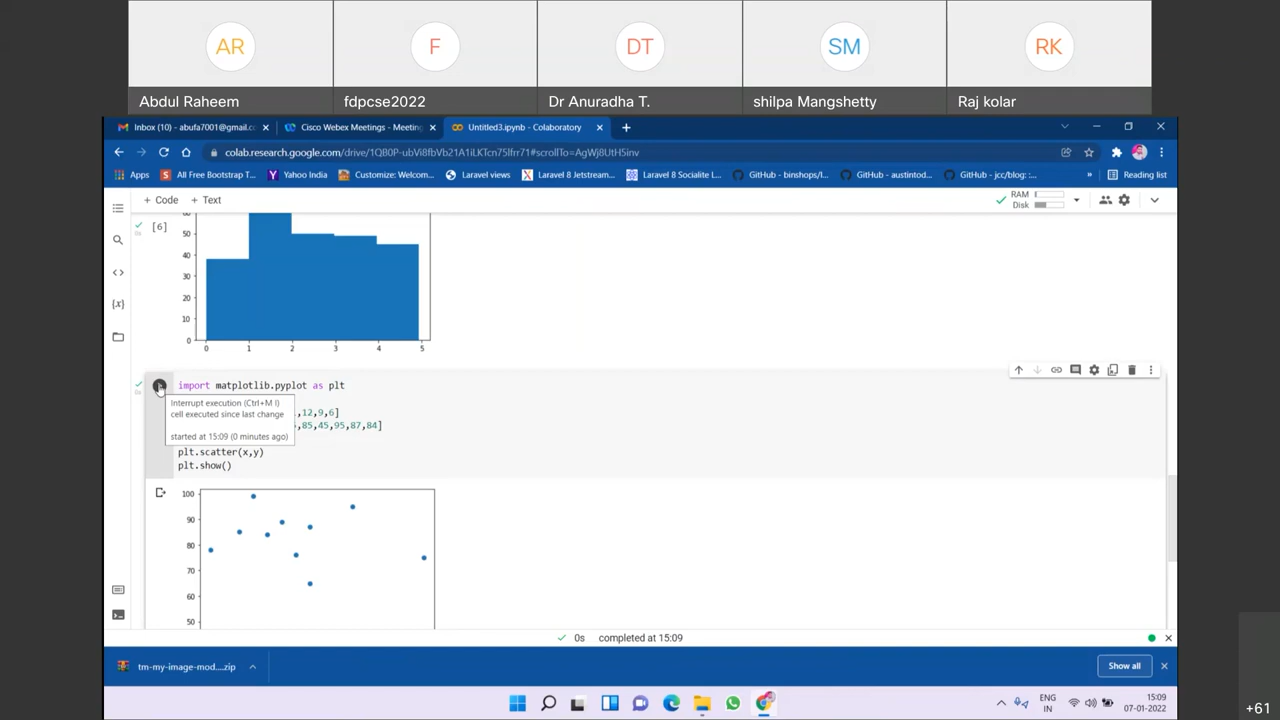 AR
F
DT
SM
RK
Abdul Raheem
fdpcse2022
Dr Anuradha T.
shilpa Mangshetty
Raj kolar
Inbox (10) - abufa7001@gmail.c
Cisco Webex Meetings - Meeting
Untitled3.ipynb - Colaboratory
colab.research.google.com/drive/1QB0P-ubVi8fbVb21A1iLKTcn75lfrr71#scrollTo=AgWj8UtH5inv
Apps
All Free Bootstrap T...
Yahoo India
Customize: Welcom...
Laravel views
Laravel 8 Jetstream...
Laravel 8 Socialite L...
GitHub - binshops/l...
GitHub - austintod...
GitHub - jcc/blog: :...
»
Reading list
+ Code + Text
RAM
Disk
[6]
60
50
40
30
20
10
0
0 1 2 3 4 5
0s
import matplotlib.pyplot as plt
Interrupt execution (Ctrl+M I)
cell executed since last change
started at 15:09 (0 minutes ago)
12,9,6]
,85,45,95,87,84]
plt.scatter(x,y)
plt.show()
100
90
80
70
60
50
0s completed at 15:09
tm-my-image-mod....zip
Show all
ENG
IN
15:09
07-01-2022
+61